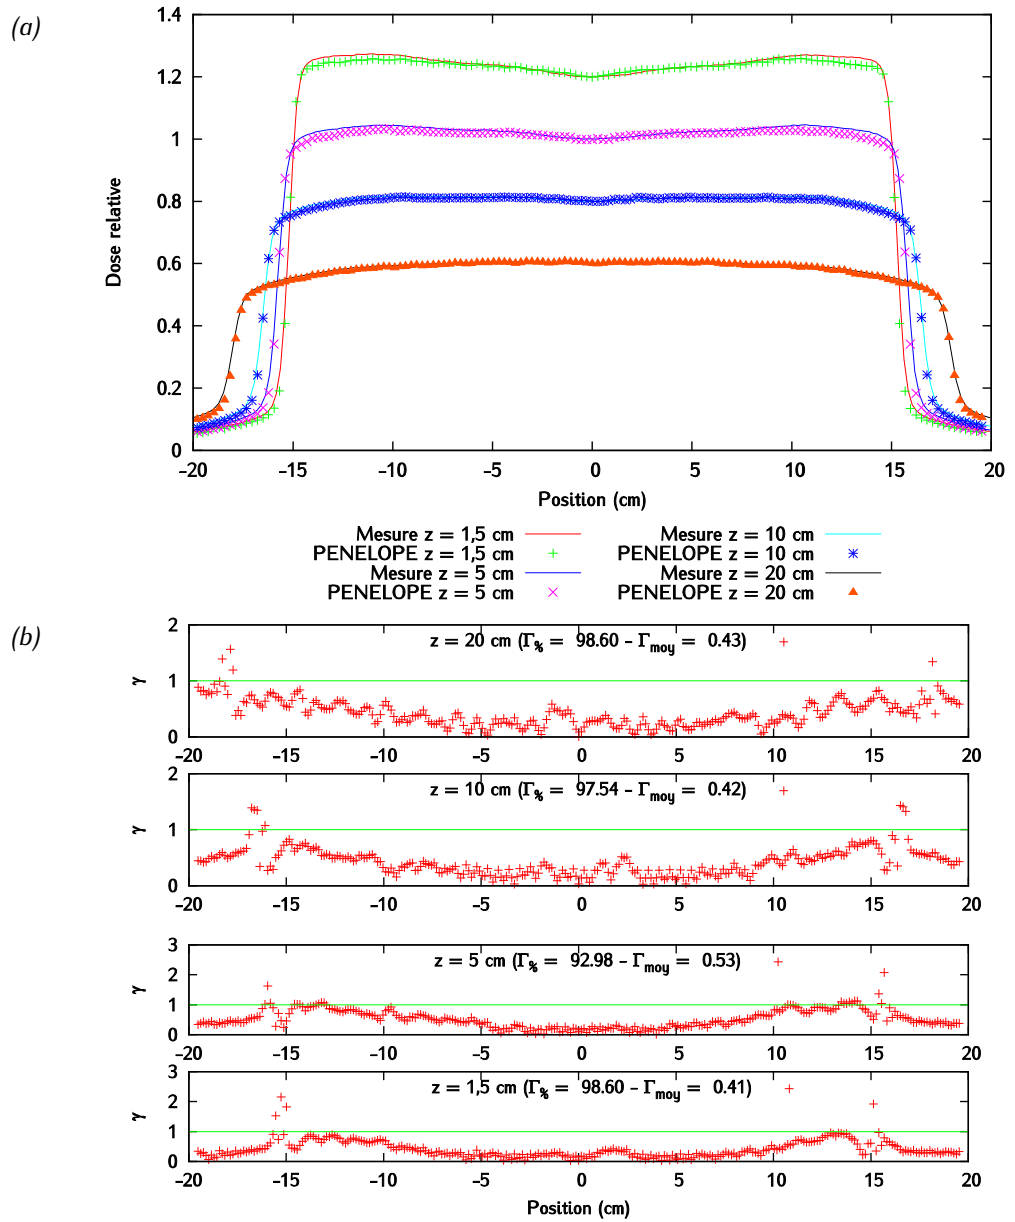 (a)
1.4
1.2
1
0.8
0.6
0.4
0.2
0
Dose relative
−20 −15 −10 −5 0 5 10 15 20
Position (cm)
Mesure z = 1,5 cm
PENELOPE z = 1,5 cm
Mesure z = 5 cm
PENELOPE z = 5 cm
Mesure z = 10 cm
PENELOPE z = 10 cm
Mesure z = 20 cm
PENELOPE z = 20 cm
(b)
2
1
0
γ
z = 20 cm (Γ% = 98.60 − Γmoy = 0.43)
−20 −15 −10 −5 0 5 10 15 20
2
1
0
γ
z = 10 cm (Γ% = 97.54 − Γmoy = 0.42)
−20 −15 −10 −5 0 5 10 15 20
3
2
1
0
γ
z = 5 cm (Γ% = 92.98 − Γmoy = 0.53)
−20 −15 −10 −5 0 5 10 15 20
3
2
1
0
γ
z = 1,5 cm (Γ% = 98.60 − Γmoy = 0.41)
−20 −15 −10 −5 0 5 10 15 20
Position (cm)